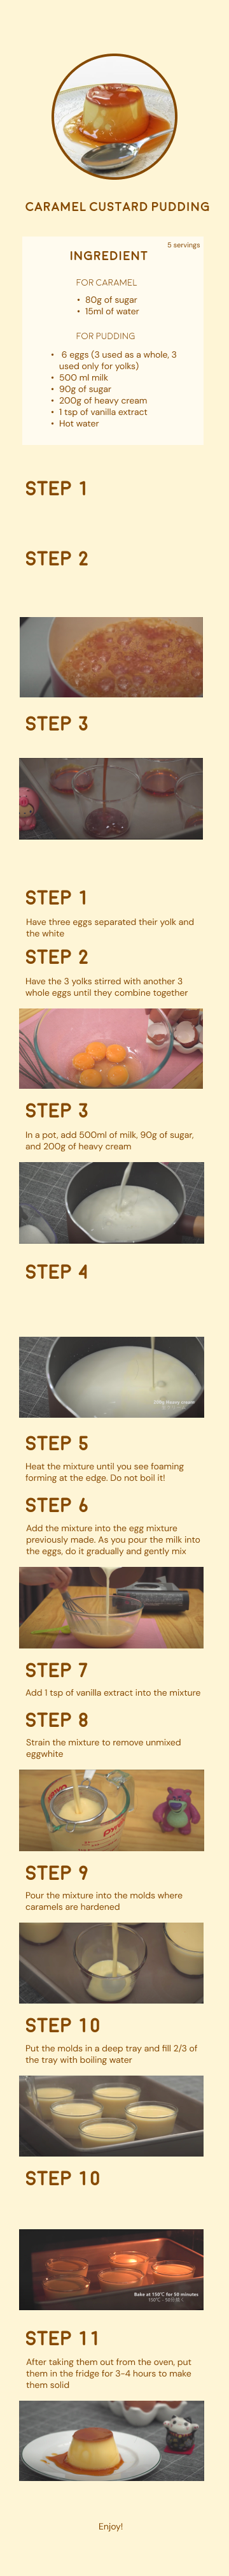 CARAMEL CUSTARD PUDDING
5 servings
INGREDIENT
FOR CARAMEL
• 80g of sugar
• 15ml of water
FOR PUDDING
• 6 eggs (3 used as a whole, 3
used only for yolks)
• 500 ml milk
• 90g of sugar
• 200g of heavy cream
• 1 tsp of vanilla extract
• Hot water
STEP 1
STEP 2
STEP 3
STEP 1
Have three eggs separated their yolk and
the white
STEP 2
Have the 3 yolks stirred with another 3
whole eggs until they combine together
STEP 3
In a pot, add 500ml of milk, 90g of sugar,
and 200g of heavy cream
STEP 4
STEP 5
Heat the mixture until you see foaming
forming at the edge. Do not boil it!
STEP 6
Add the mixture into the egg mixture
previously made. As you pour the milk into
the eggs, do it gradually and gently mix
STEP 7
Add 1 tsp of vanilla extract into the mixture
STEP 8
Strain the mixture to remove unmixed
eggwhite
STEP 9
Pour the mixture into the molds where
caramels are hardened
STEP 10
Put the molds in a deep tray and fill 2/3 of
the tray with boiling water
STEP 10
Bake at 150°C for 50 minutes
STEP 11
After taking them out from the oven, put
them in the fridge for 3-4 hours to make
them solid
Enjoy!